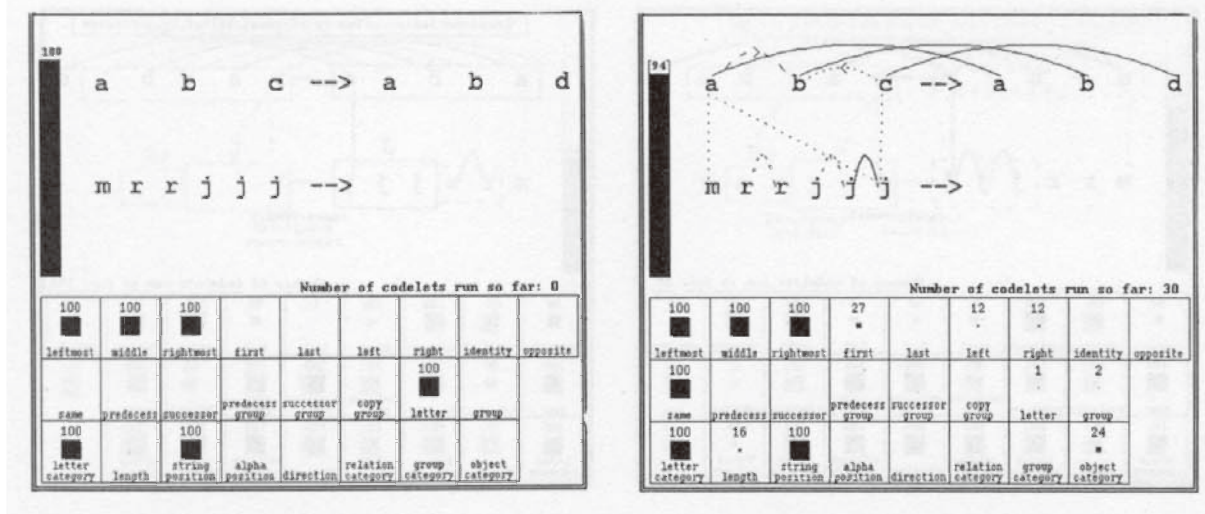 100
a b c --> a b d
m r r j j j -->
Number of codelets run so far: 0
100 100 100
leftmost middle rightmost first last left right identity opposite
100
same predecess successor predecess group successor group copy group letter group
100 100
letter category length string position alpha position direction relation category group category object category
94
a b c --> a b d
m r r j j j -->
Number of codelets run so far: 30
100 100 100 27 12 12
leftmost middle rightmost first last left right identity opposite
100 1 2
same predecess successor predecess group successor group copy group letter group
100 16 100 24
letter category length string position alpha position direction relation category group category object category